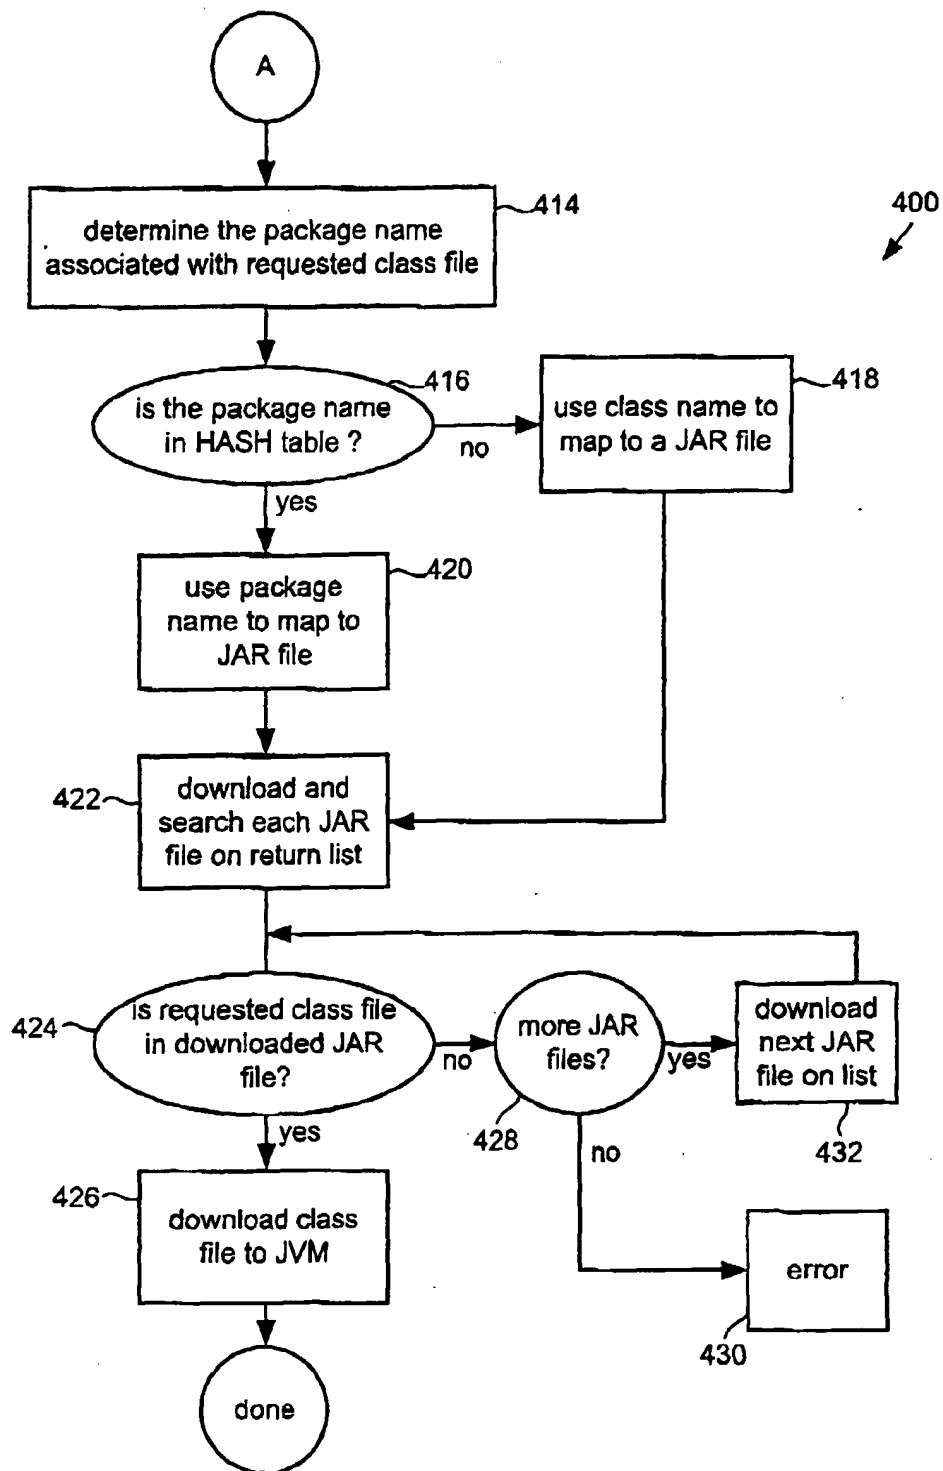 A
determine the package name
associated with requested class file
414
400
is the package name
in HASH table ?
416
no
use class name to
map to a JAR file
418
yes
use package
name to map to
JAR file
420
422
download and
search each JAR
file on return list
424
is requested class file
in downloaded JAR
file?
no
more JAR
files?
428
yes
download
next JAR
file on list
432
yes
no
426
download class
file to JVM
error
430
done